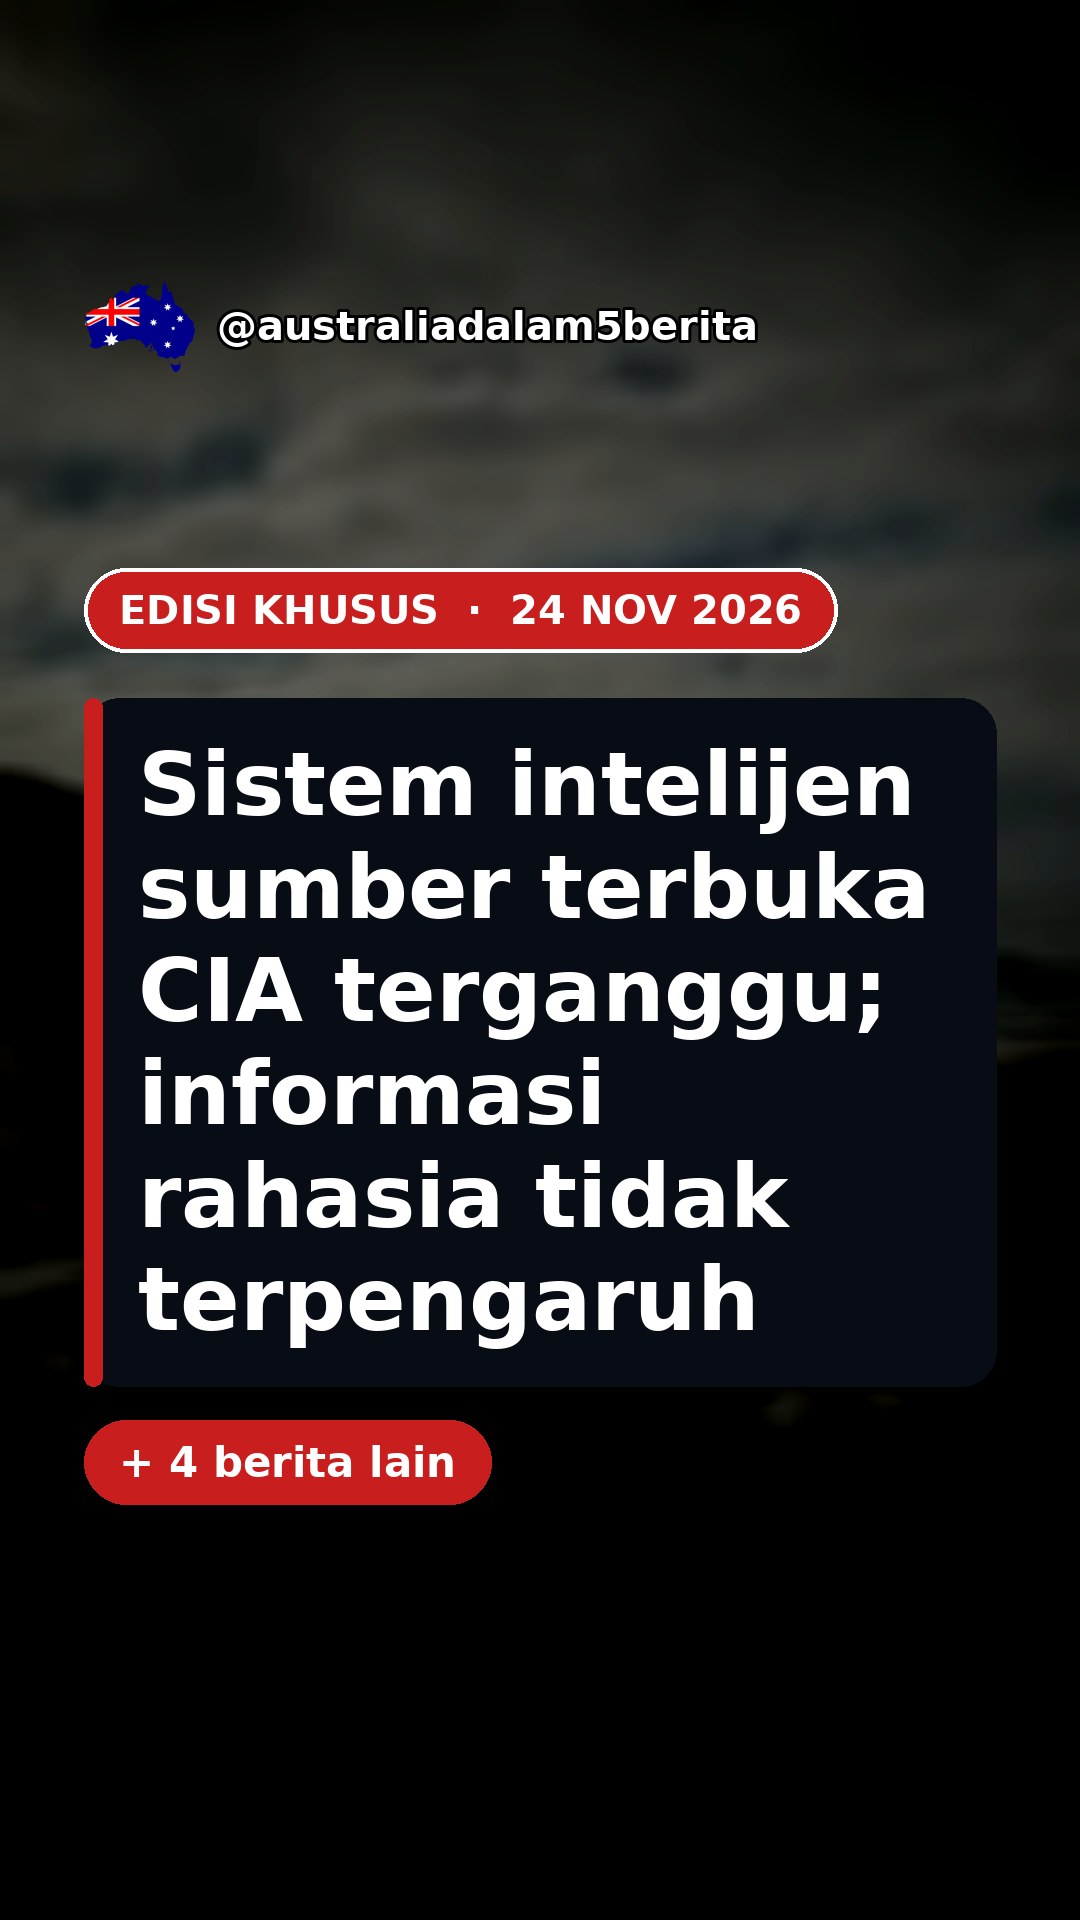 @australiadalam5berita
EDISI KHUSUS · 24 NOV 2026
Sistem intelijen
sumber terbuka
CIA terganggu;
informasi
rahasia tidak
terpengaruh
+ 4 berita lain